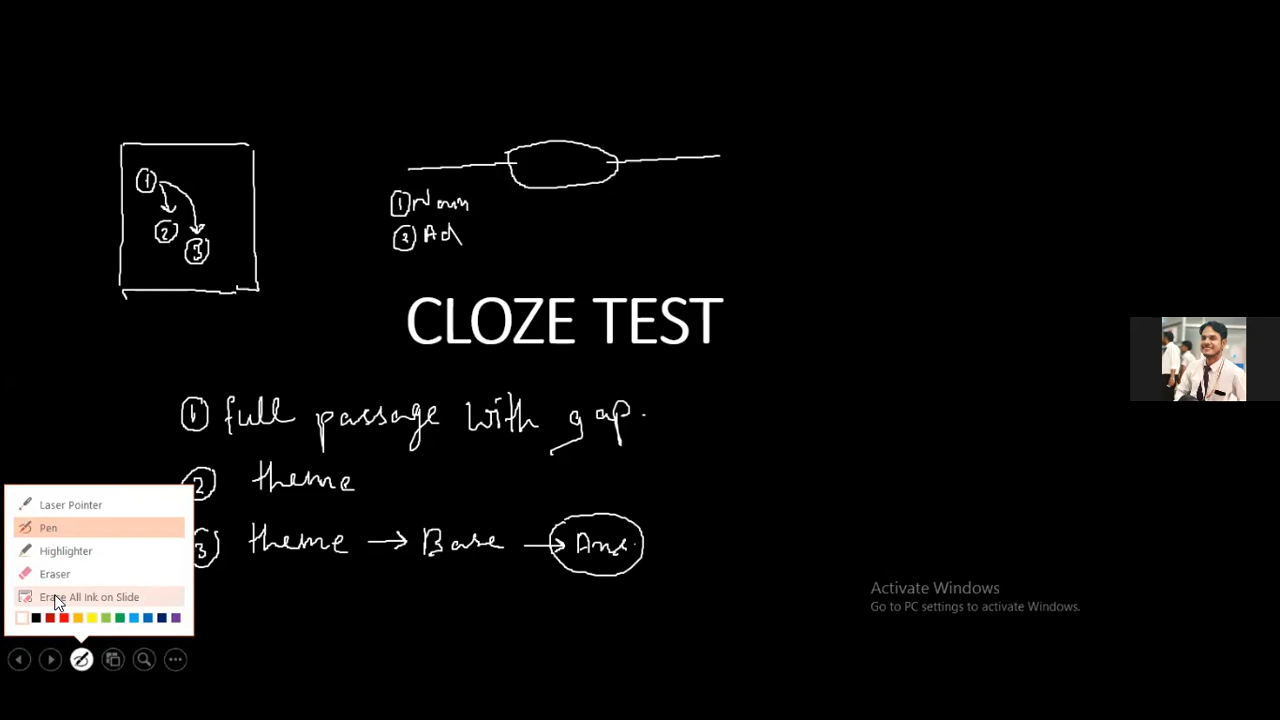 1
2
3
① Noun
② Ad
CLOZE TEST
① full passage with gap.
② theme
③ theme → Base → Ans.
Laser Pointer
Pen
Highlighter
Eraser
Erase All Ink on Slide
Activate Windows
Go to PC settings to activate Windows.